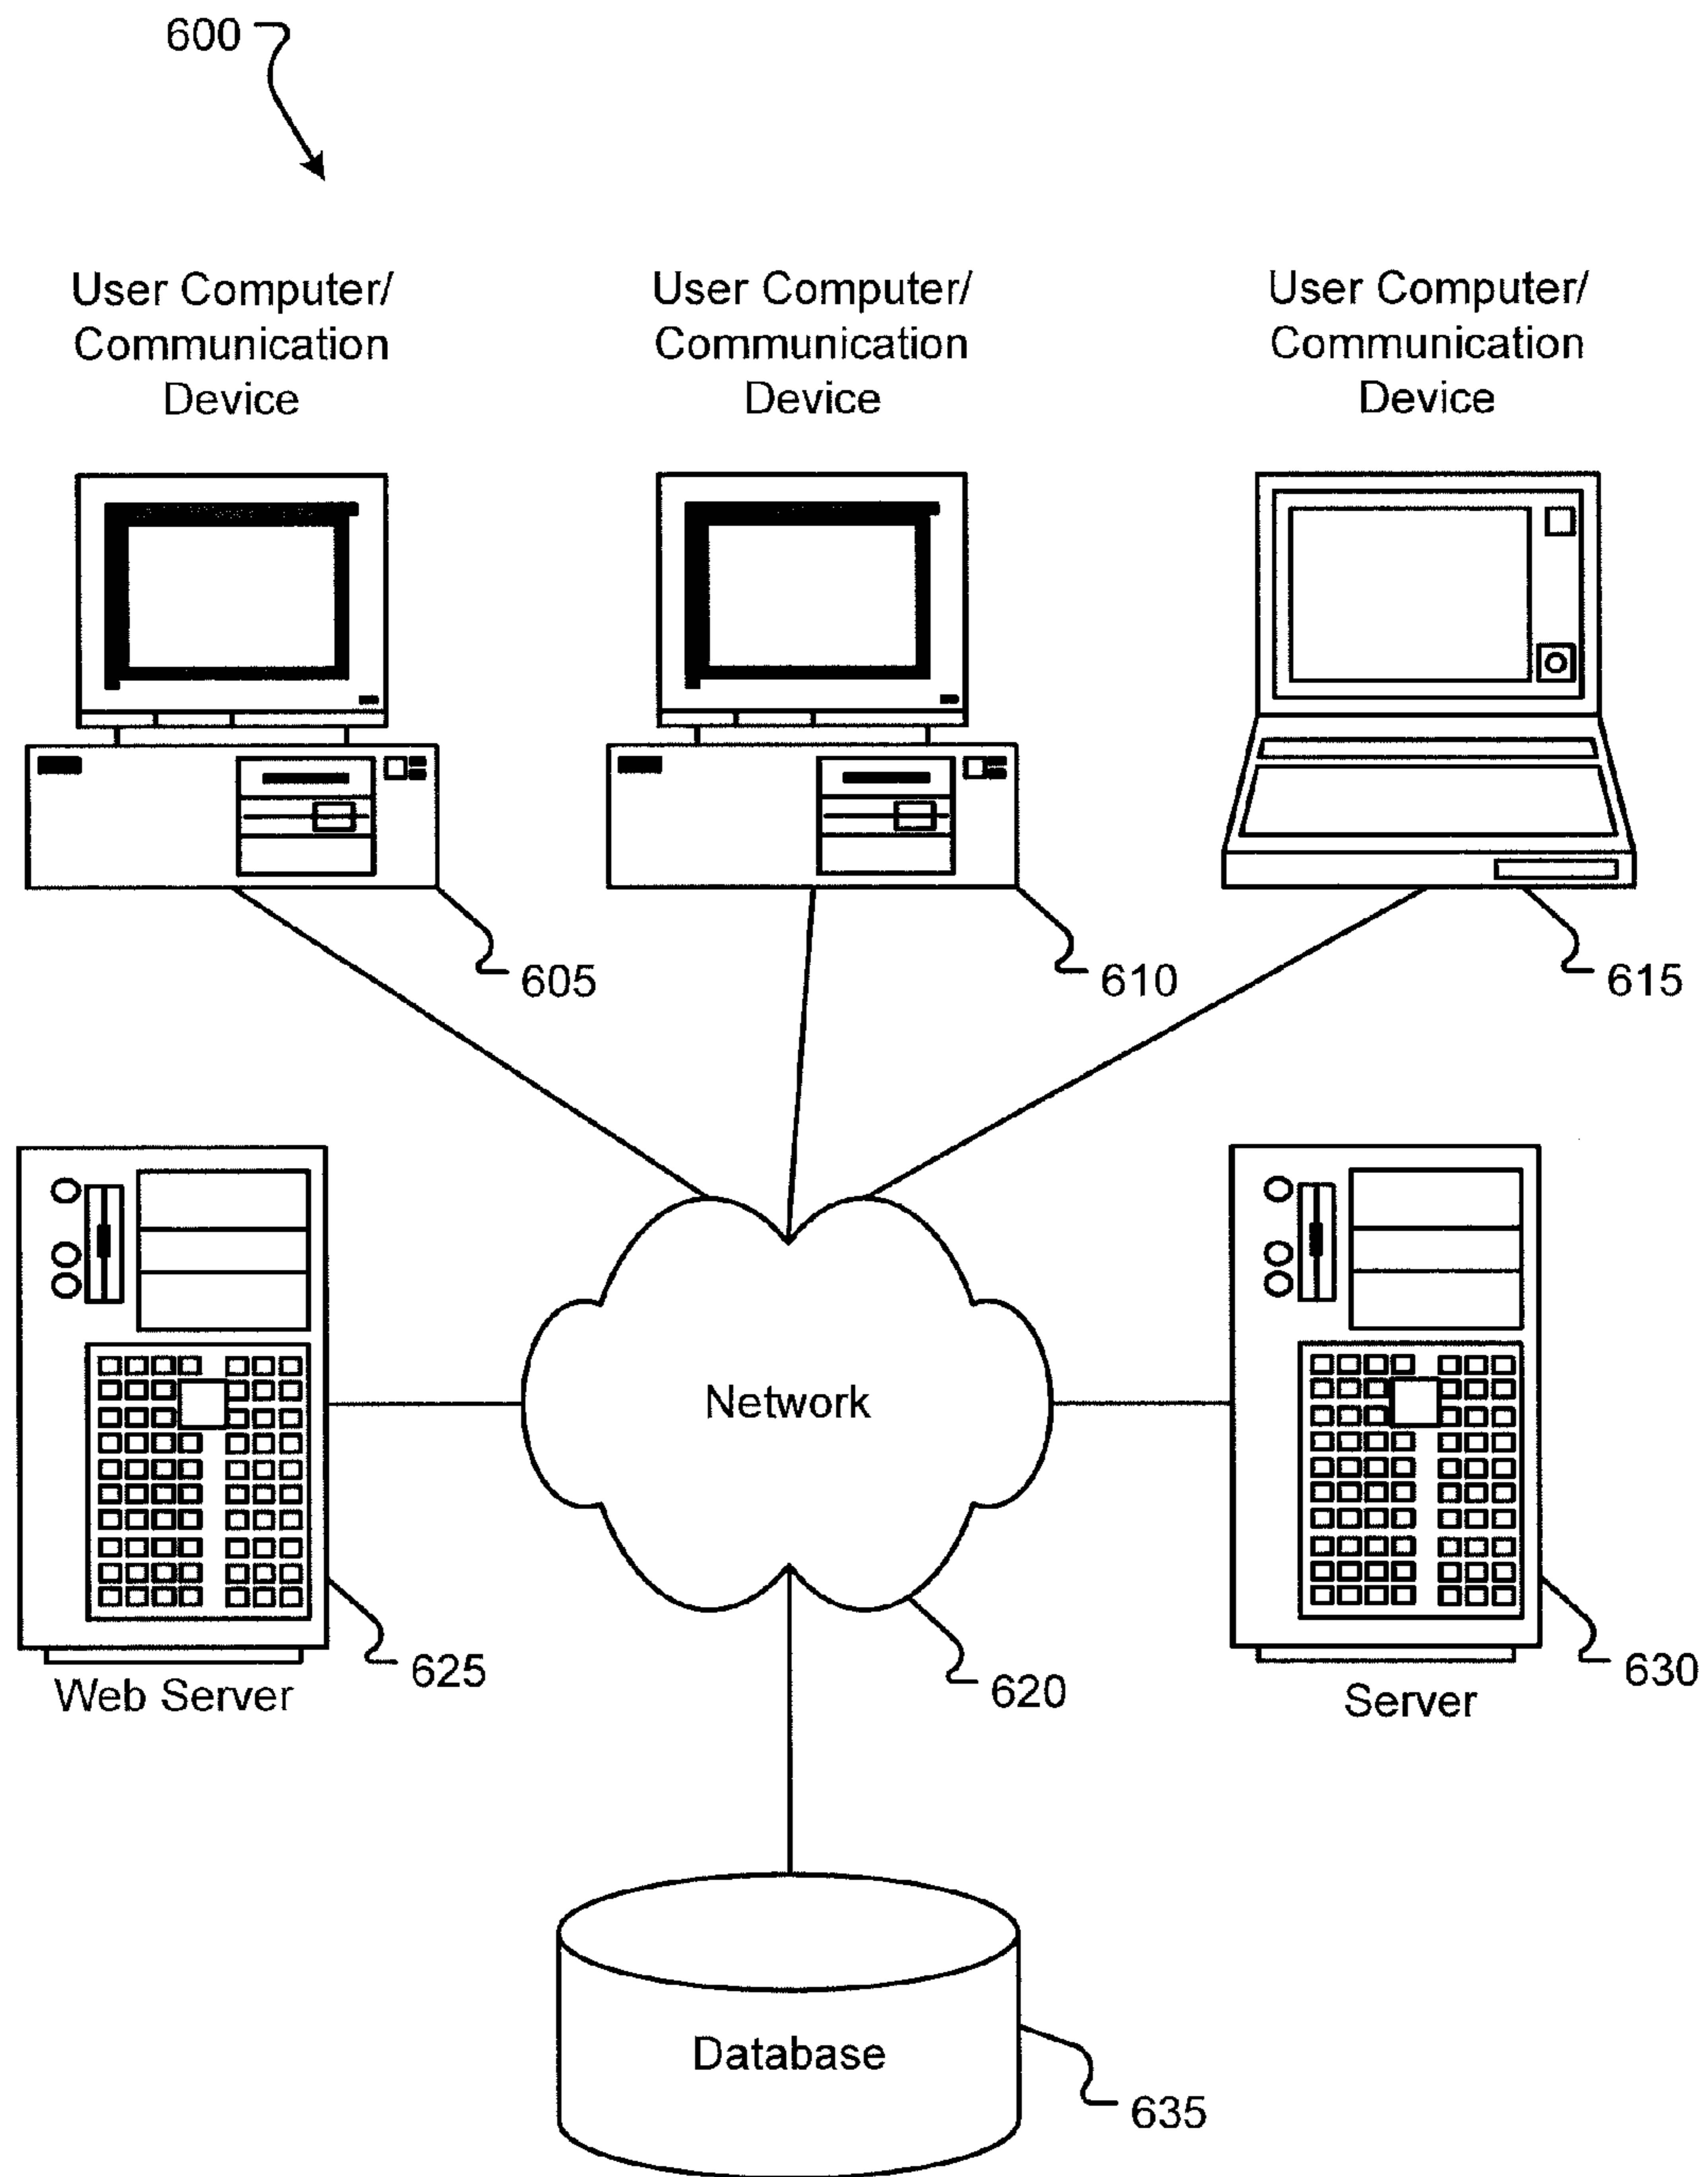 600
User Computer/
Communication
Device
User Computer/
Communication
Device
User Computer/
Communication
Device
605
610
615
Network
625
620
630
Web Server
Server
Database
635